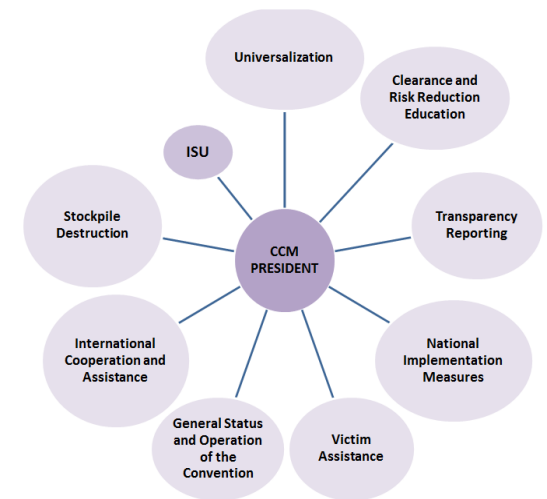 Universalization
Clearance and
Risk Reduction
Education
ISU
Stockpile
Destruction
Transparency
Reporting
CCM
PRESIDENT
International
Cooperation and
Assistance
National
Implementation
Measures
General Status
and Operation
of the
Convention
Victim
Assistance